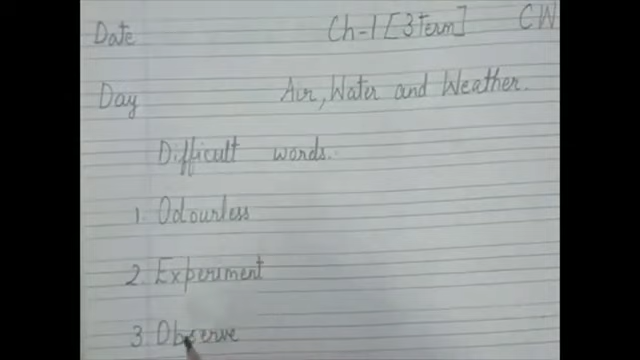 Date Ch-1 [3 Term] CW
Day Air, Water and Weather.
Difficult words.
1. Odourless
2. Experiment
3 Observe